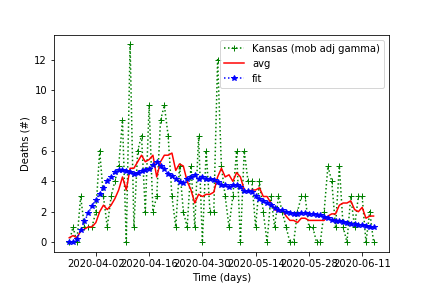 Kansas (mob adj gamma)
avg
fit
Deaths (#)
12
10
8
6
4
2
0
2020-04-02
2020-04-16
2020-04-30
2020-05-14
2020-05-28
2020-06-11
Time (days)